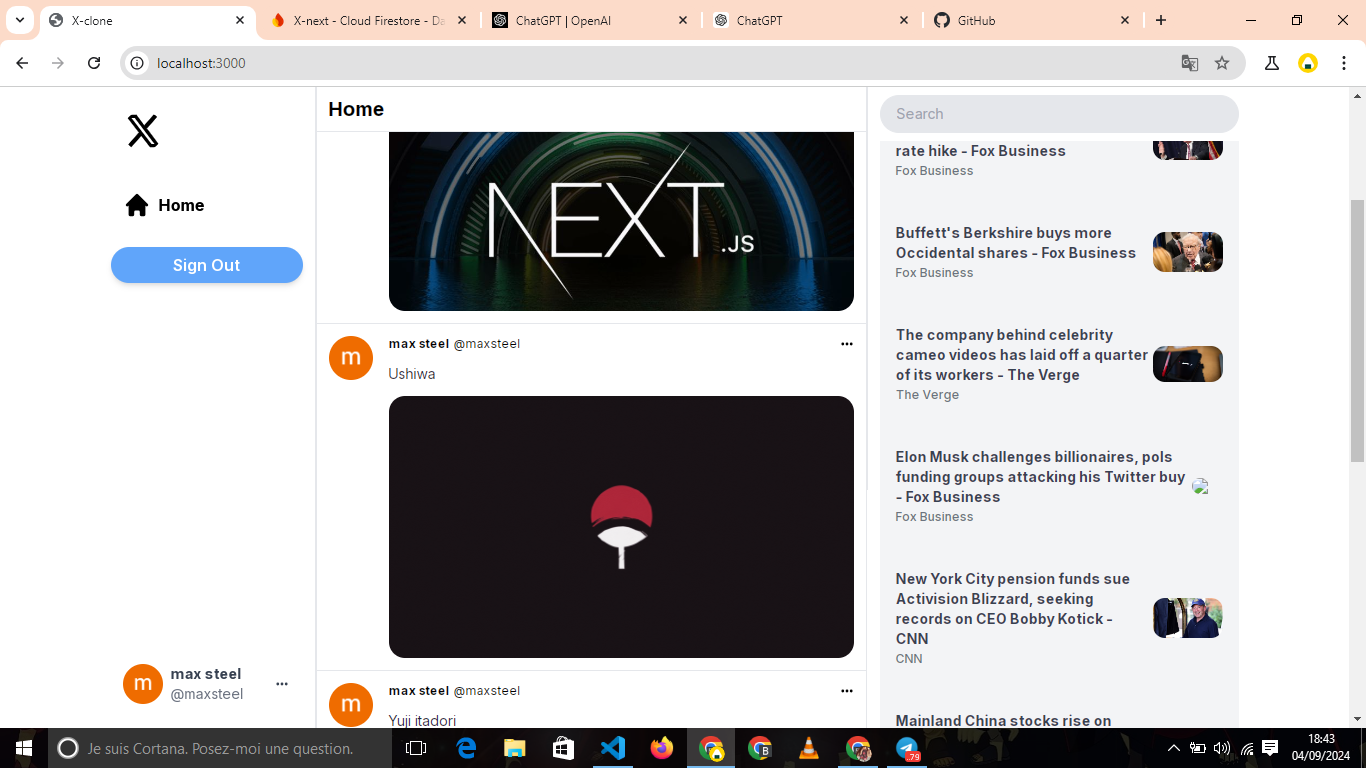 X-clone
X-next - Cloud Firestore - Da
ChatGPT | OpenAI
ChatGPT
GitHub
localhost:3000
Home
Sign Out
max steel
@maxsteel
Home
NEXT.JS
max steel @maxsteel
Ushiwa
max steel @maxsteel
Yuji itadori
Search
rate hike - Fox Business
Fox Business
Buffett's Berkshire buys more
Occidental shares - Fox Business
Fox Business
The company behind celebrity
cameo videos has laid off a quarter
of its workers - The Verge
The Verge
Elon Musk challenges billionaires, pols
funding groups attacking his Twitter buy
- Fox Business
Fox Business
New York City pension funds sue
Activision Blizzard, seeking
records on CEO Bobby Kotick -
CNN
CNN
Mainland China stocks rise on
Je suis Cortana. Posez-moi une question.
79
18:43
04/09/2024